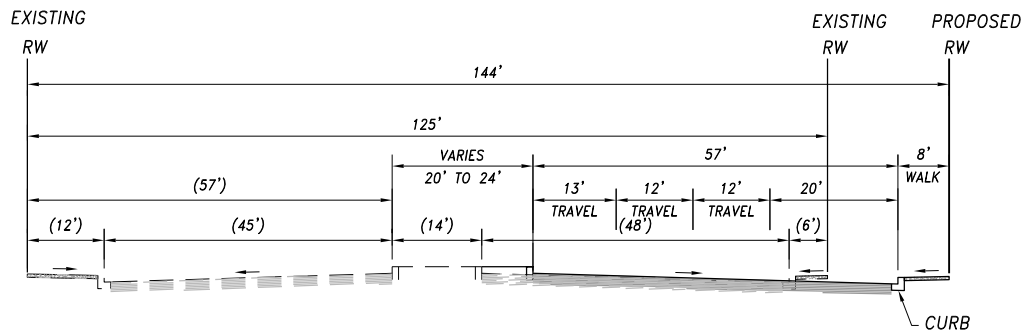 EXISTING
RW
EXISTING
RW
PROPOSED
RW
144'
125'
VARIES
20' TO 24'
57'
8'
WALK
(57')
13'
TRAVEL
12'
TRAVEL
12'
TRAVEL
20'
(12')
(45')
(14')
(48')
(6')
CURB